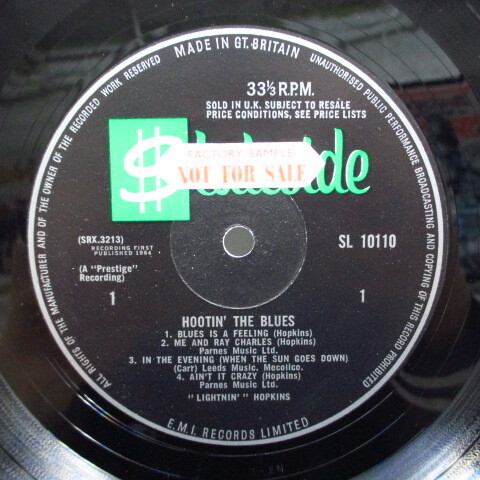 MADE IN GT. BRITAIN
ALL RIGHTS OF THE MANUFACTURER AND OF THE OWNER OF THE RECORDED WORK RESERVED
UNAUTHORISED PUBLIC PERFORMANCE BROADCASTING AND COPYING OF THIS RECORD PROHIBITED
33⅓ R.P.M.
SOLD IN U.K. SUBJECT TO RESALE
PRICE CONDITIONS, SEE PRICE LISTS
FACTORY SAMPLE
NOT FOR SALE
(SRX.3213)
RECORDING FIRST
PUBLISHED 1964
(A "Prestige"
Recording)
SL 10110
1
1
HOOTIN' THE BLUES
1. BLUES IS A FEELING (Hopkins)
2. ME AND RAY CHARLES (Hopkins)
Parnes Music Ltd.
3. IN THE EVENING (WHEN THE SUN GOES DOWN)
(Carr) Leeds Music. Mecolico.
4. AIN'T IT CRAZY (Hopkins)
Parnes Music Ltd.
"LIGHTNIN'" HOPKINS
E.M.I. RECORDS LIMITED